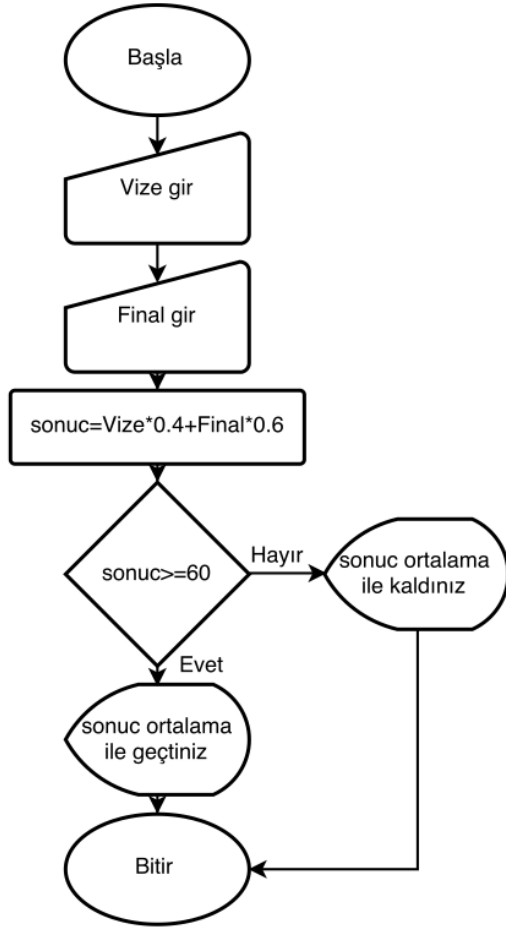 Başla
Vize gir
Final gir
sonuc=Vize*0.4+Final*0.6
sonuc>=60
Hayır
sonuc ortalama
ile kaldınız
Evet
sonuc ortalama
ile geçtiniz
Bitir